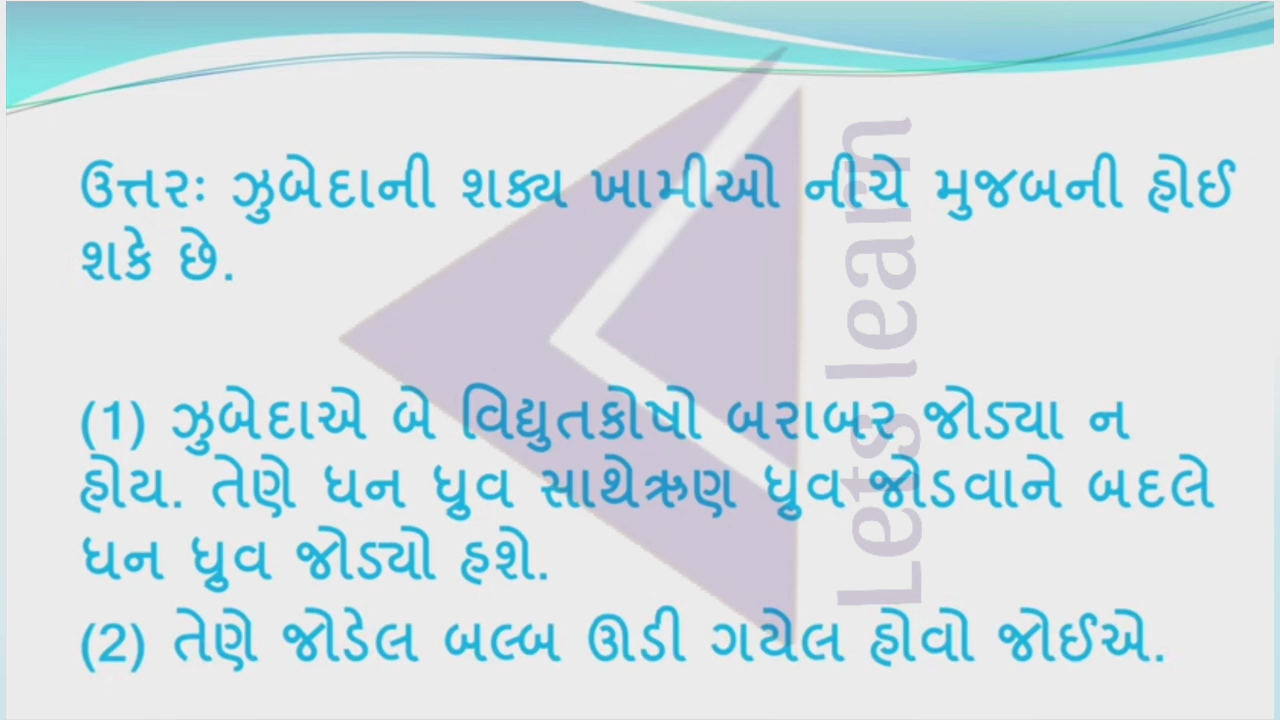 ઉત્તરઃ ઝુબેદાની શક્ય ખામીઓ નીચે મુજબની હોઈ
શકે છે.
(1) ઝુબેદાએ બે વિદ્યુતકોષો બરાબર જોડ્યા ન
હોય. તેણે ધન ધ્રુવ સાથેઋણ ધ્રુવ જોડવાને બદલે
ધન ધ્રુવ જોડ્યો હશે.
(2) તેણે જોડેલ બલ્બ ઊડી ગયેલ હોવો જોઈએ.
Lets learn